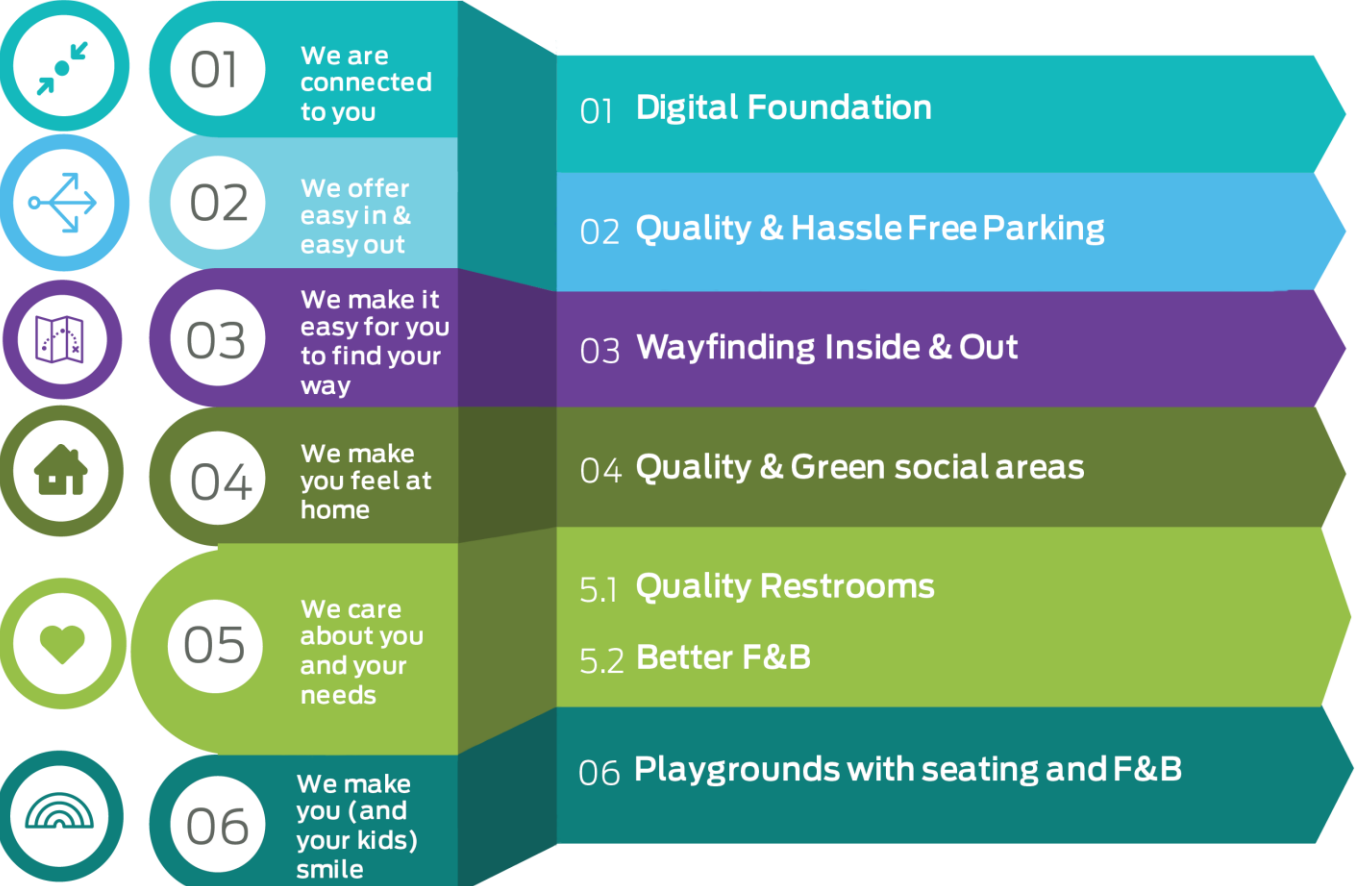 01
We are
connected
to you
01 Digital Foundation
02
We offer
easy in &
easy out
02 Quality & Hassle Free Parking
03
We make it
easy for you
to find your
way
03 Wayfinding Inside & Out
04
We make
you feel at
home
04 Quality & Green social areas
05
We care
about you
and your
needs
5.1 Quality Restrooms
5.2 Better F&B
06
We make
you (and
your kids)
smile
06 Playgrounds with seating and F&B